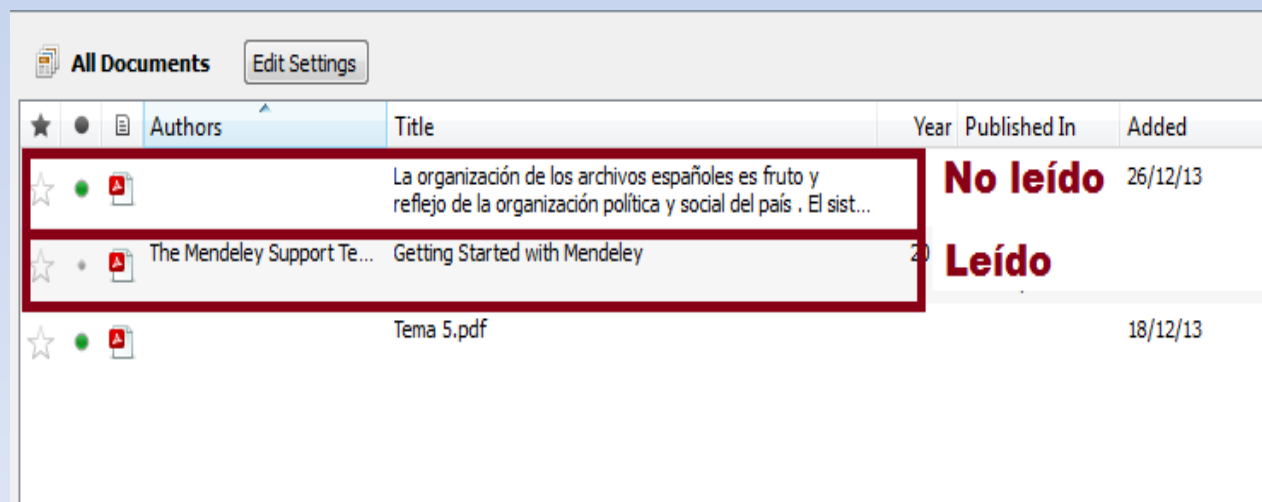 All Documents Edit Settings
Authors Title Year Published In Added
La organización de los archivos españoles es fruto y
reflejo de la organización política y social del país . El sist...
No leído 26/12/13
The Mendeley Support Te... Getting Started with Mendeley 20
Leído
Tema 5.pdf 18/12/13